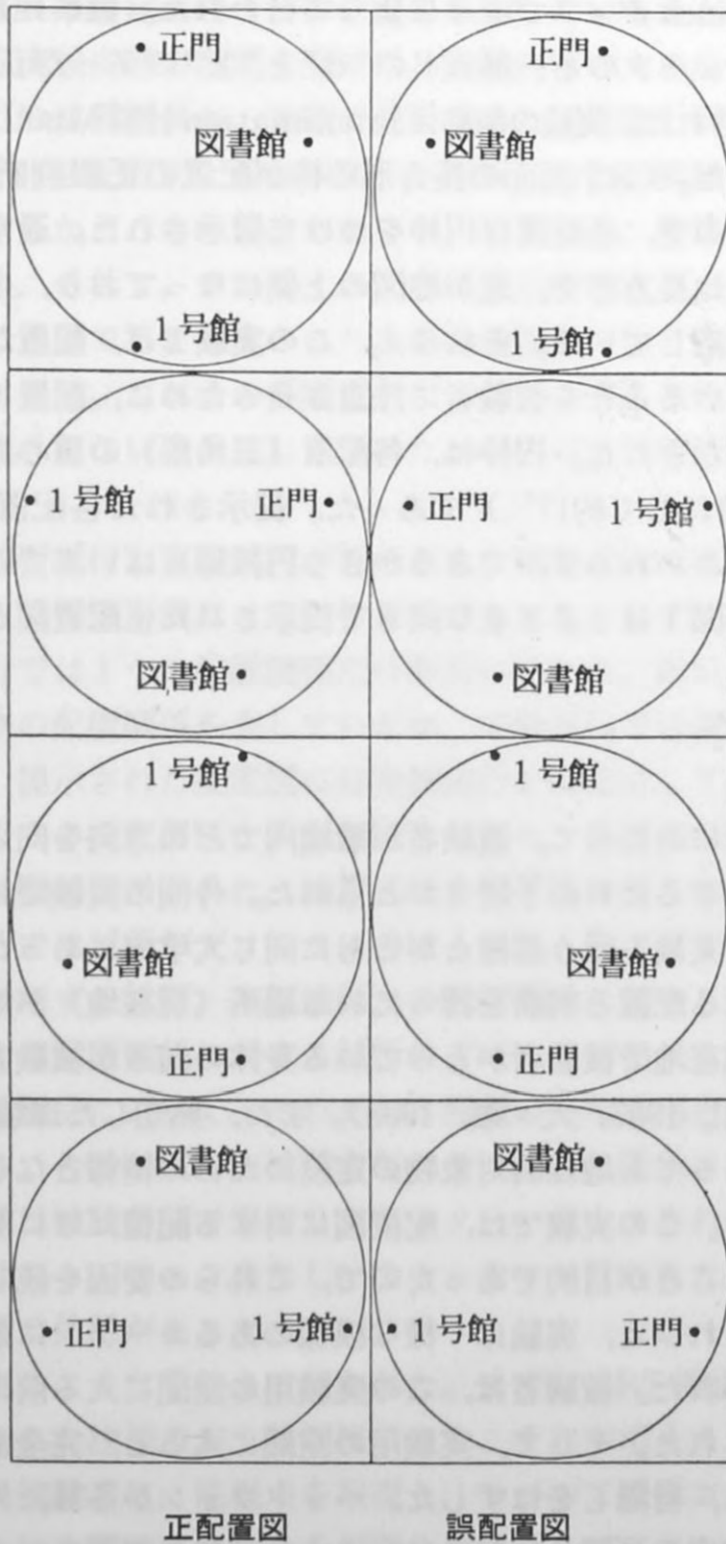 • 正門
正門 •
図書館 •
• 図書館
1 号館
1 号館
• 1 号館
正門 •
• 正門
1 号館 •
図書館 •
• 図書館
1 号館 •
• 1 号館
• 図書館
図書館 •
正門 •
• 正門
• 図書館
図書館 •
• 正門
1 号館 •
• 1 号館
正門 •
正配置図
誤配置図